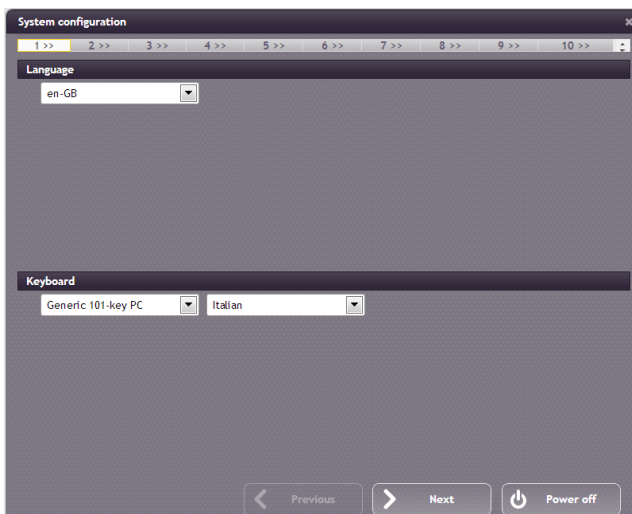 System configuration
1 >> 2 >> 3 >> 4 >> 5 >> 6 >> 7 >> 8 >> 9 >> 10 >>
Language
en-GB
Keyboard
Generic 101-key PC Italian
Previous Next Power off